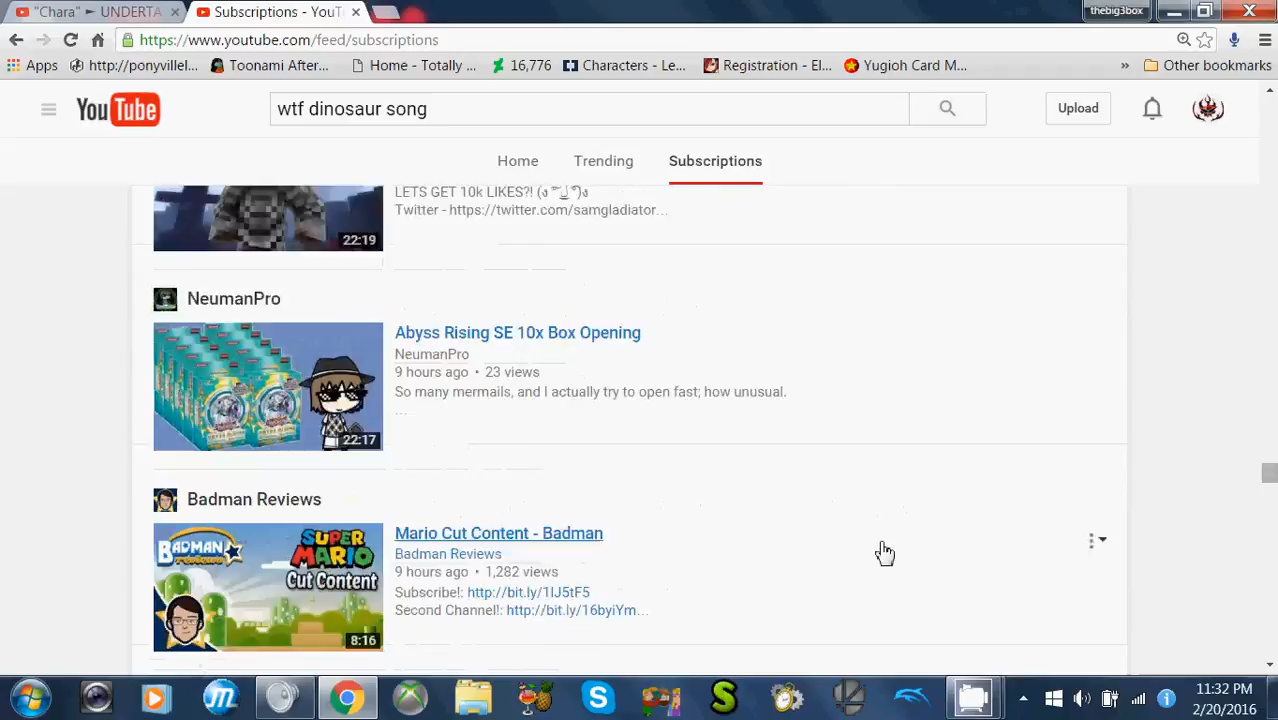 "Chara" ► UNDERTA
Subscriptions - YouT
thebig3box
https://www.youtube.com/feed/subscriptions
Apps
http://ponyvillel...
Toonami After...
Home - Totally ...
16,776
Characters - Le...
Registration - El...
Yugioh Card M...
»
Other bookmarks
YouTube
wtf dinosaur song
Upload
Home
Trending
Subscriptions
22:19
LETS GET 10k LIKES?! (ง ͠° ͟ل͜ ͡°)ง
Twitter - https://twitter.com/samgladiator...
NeumanPro
22:17
Abyss Rising SE 10x Box Opening
NeumanPro
9 hours ago • 23 views
So many mermails, and I actually try to open fast; how unusual.
...
Badman Reviews
BADMAN
reviews
SUPER
MARIO
Cut Content
8:16
Mario Cut Content - Badman
Badman Reviews
9 hours ago • 1,282 views
Subscribe!: http://bit.ly/1IJ5tF5
Second Channel!: http://bit.ly/16byiYm...
11:32 PM
2/20/2016